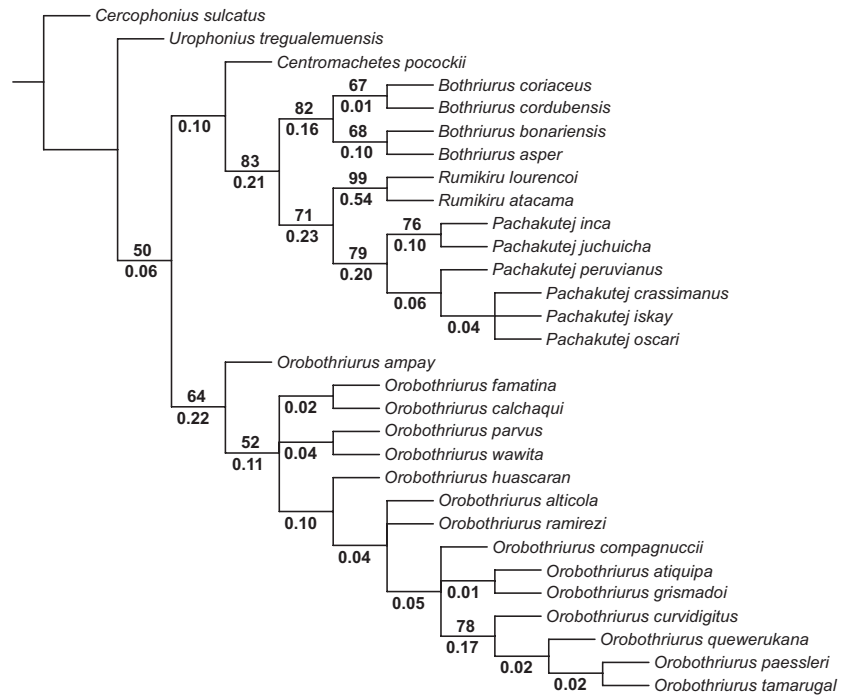 Cercophonius sulcatus
Urophonius tregualemuensis
Centromachetes pocockii
0.10
67
Bothriurus coriaceus
0.01
Bothriurus cordubensis
82
0.16
68
Bothriurus bonariensis
0.10
Bothriurus asper
83
0.21
99
Rumikiru lourencoi
0.54
Rumikiru atacama
71
0.23
76
Pachakutej inca
0.10
Pachakutej juchuicha
79
0.20
Pachakutej peruvianus
0.06
Pachakutej crassimanus
0.04
Pachakutej iskay
Pachakutej oscari
50
0.06
Orobothriurus ampay
64
0.22
Orobothriurus famatina
0.02
Orobothriurus calchaqui
Orobothriurus parvus
0.04
Orobothriurus wawita
52
0.11
Orobothriurus huascaran
0.10
Orobothriurus alticola
Orobothriurus ramirezi
0.04
Orobothriurus compagnuccii
Orobothriurus atiquipa
0.01
Orobothriurus grismadoi
0.05
Orobothriurus curvidigitus
78
0.17
Orobothriurus quewerukana
0.02
Orobothriurus paessleri
0.02
Orobothriurus tamarugal